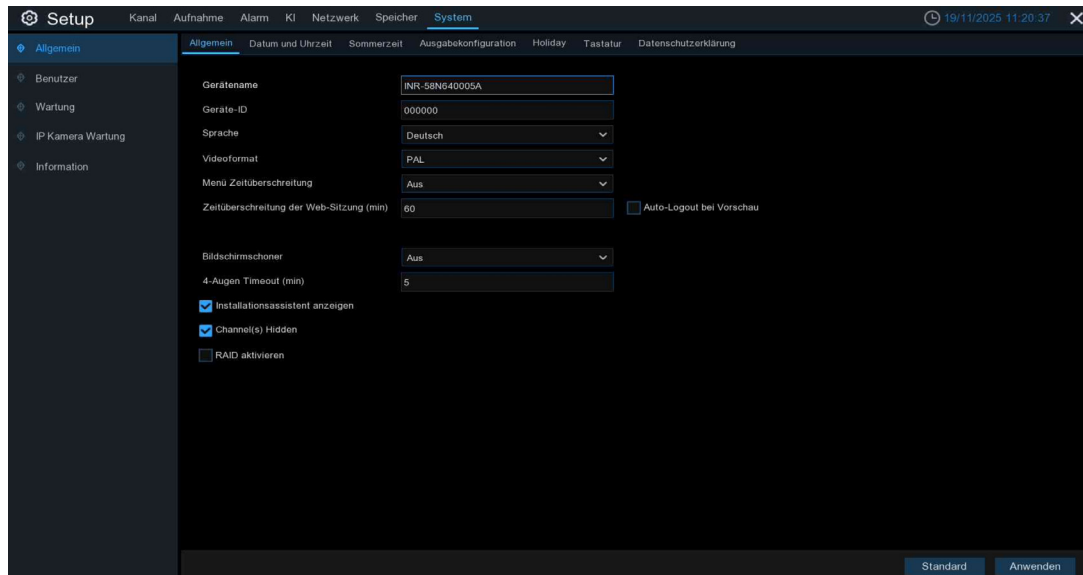 Setup Kanal Aufnahme Alarm KI Netzwerk Speicher System 19/11/2025 11:20:37
Allgemein
Benutzer
Wartung
IP Kamera Wartung
Information
Allgemein Datum und Uhrzeit Sommerzeit Ausgabekonfiguration Holiday Tastatur Datenschutzerklärung
Gerätename INR-58N640005A
Geräte-ID 000000
Sprache Deutsch
Videoformat PAL
Menü Zeitüberschreitung Aus
Zeitüberschreitung der Web-Sitzung (min) 60 Auto-Logout bei Vorschau
Bildschirmschoner Aus
4-Augen Timeout (min) 5
Installationsassistent anzeigen
Channel(s) Hidden
RAID aktivieren
Standard Anwenden